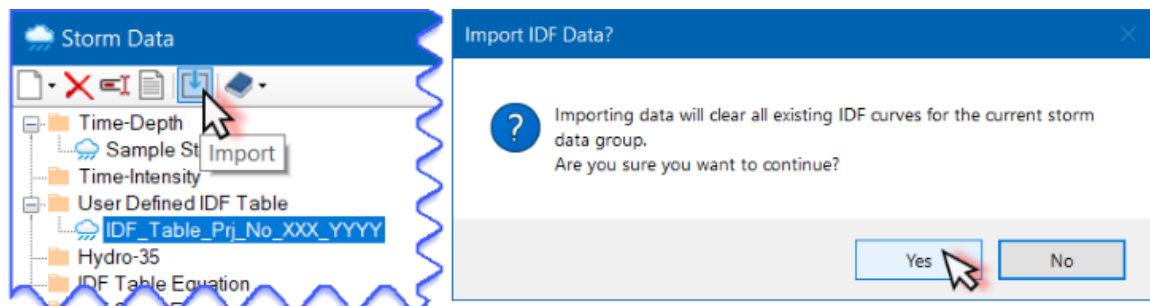 Storm Data
Time-Depth
Sample St
Import
Time-Intensity
User Defined IDF Table
IDF_Table_Prj_No_XXX_YYYY
Hydro-35
IDF Table Equation
Import IDF Data?
Importing data will clear all existing IDF curves for the current storm
data group.
Are you sure you want to continue?
Yes
No